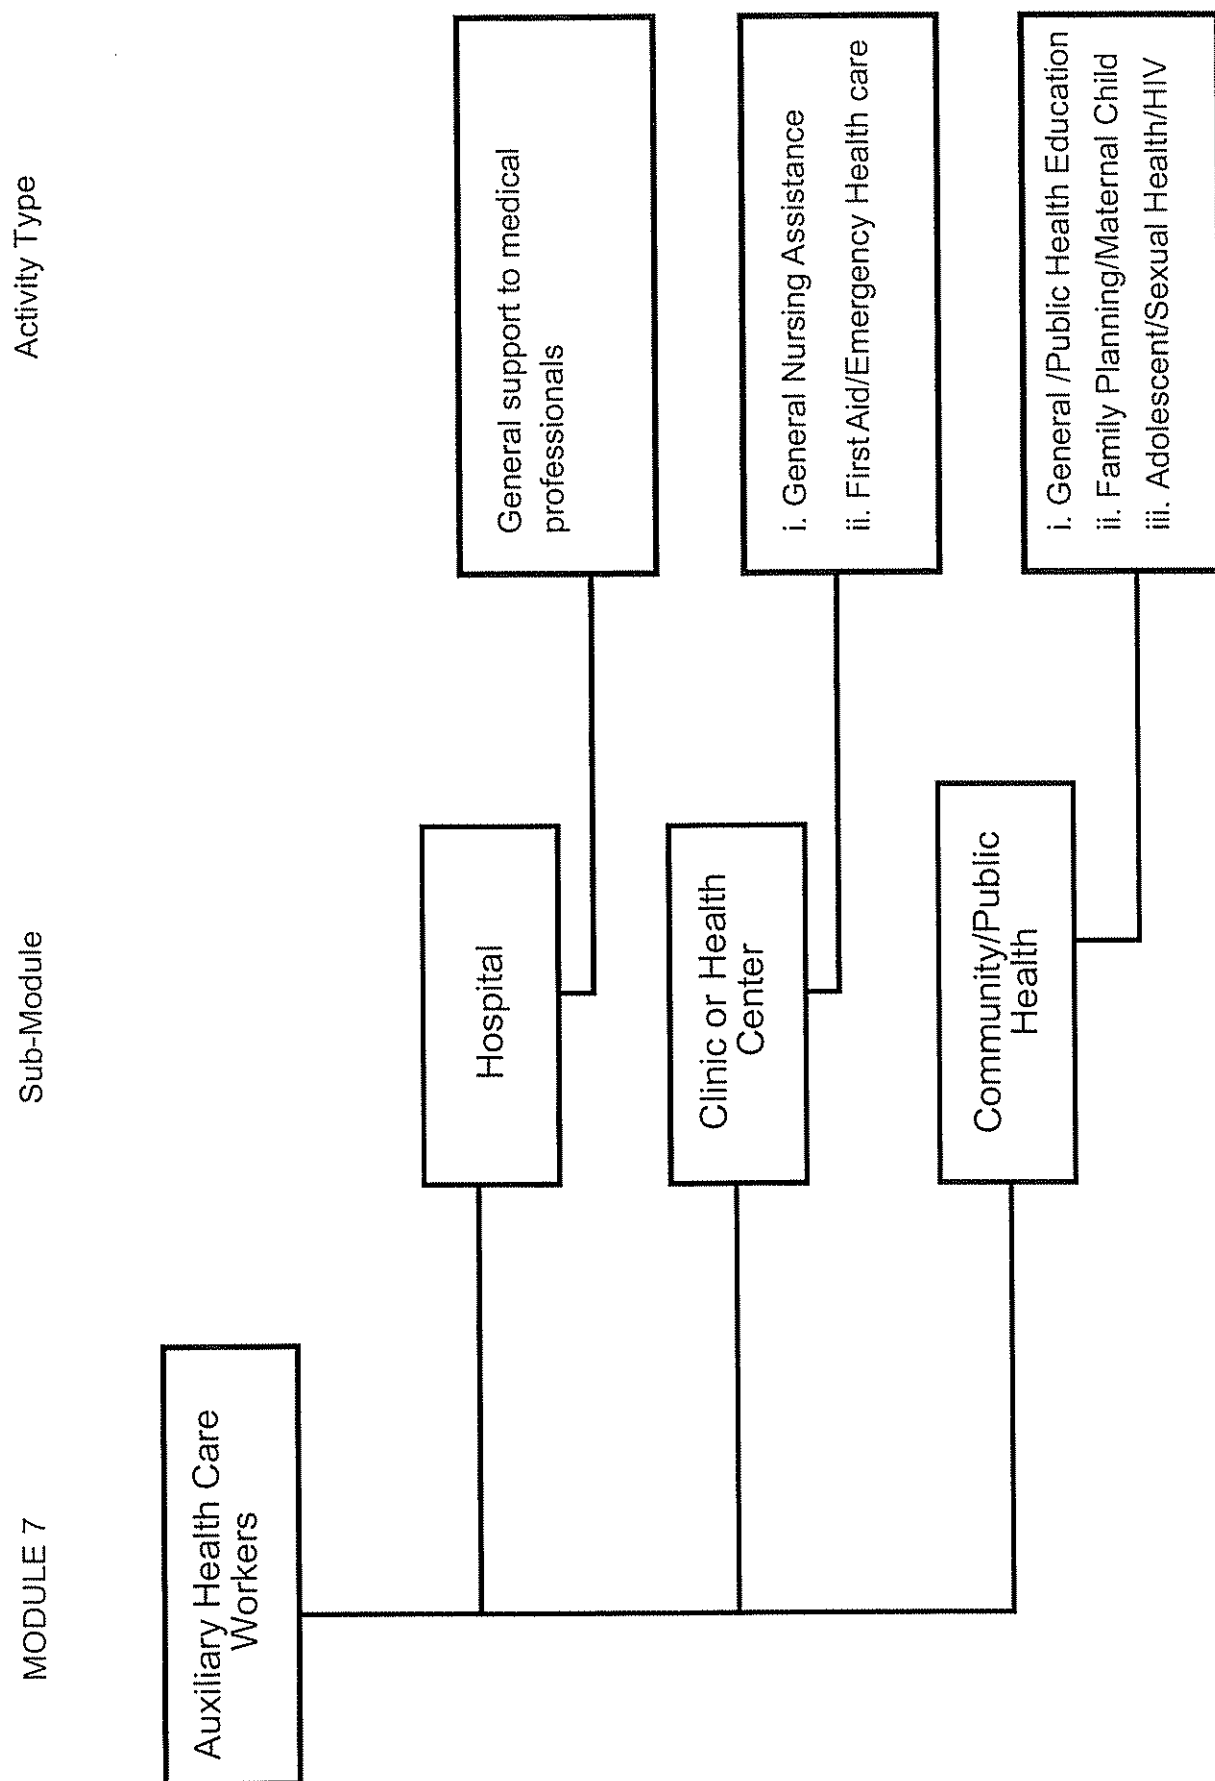 MODULE 7
Sub-Module
Activity Type
Auxiliary Health Care
Workers
Hospital
General support to medical
professionals
Clinic or Health
Center
i. General Nursing Assistance
ii. First Aid/Emergency Health care
Community/Public
Health
i. General /Public Health Education
ii. Family Planning/Maternal Child
iii. Adolescent/Sexual Health/HIV